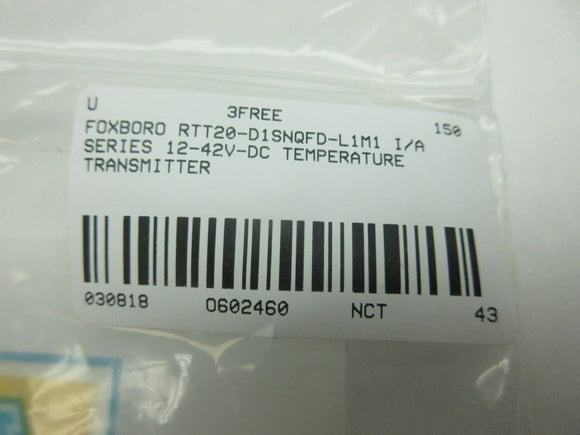 U 3FREE 150
FOXBORO RTT20-D1SNQFD-L1M1 I/A
SERIES 12-42V-DC TEMPERATURE
TRANSMITTER
030818 0602460 NCT 43